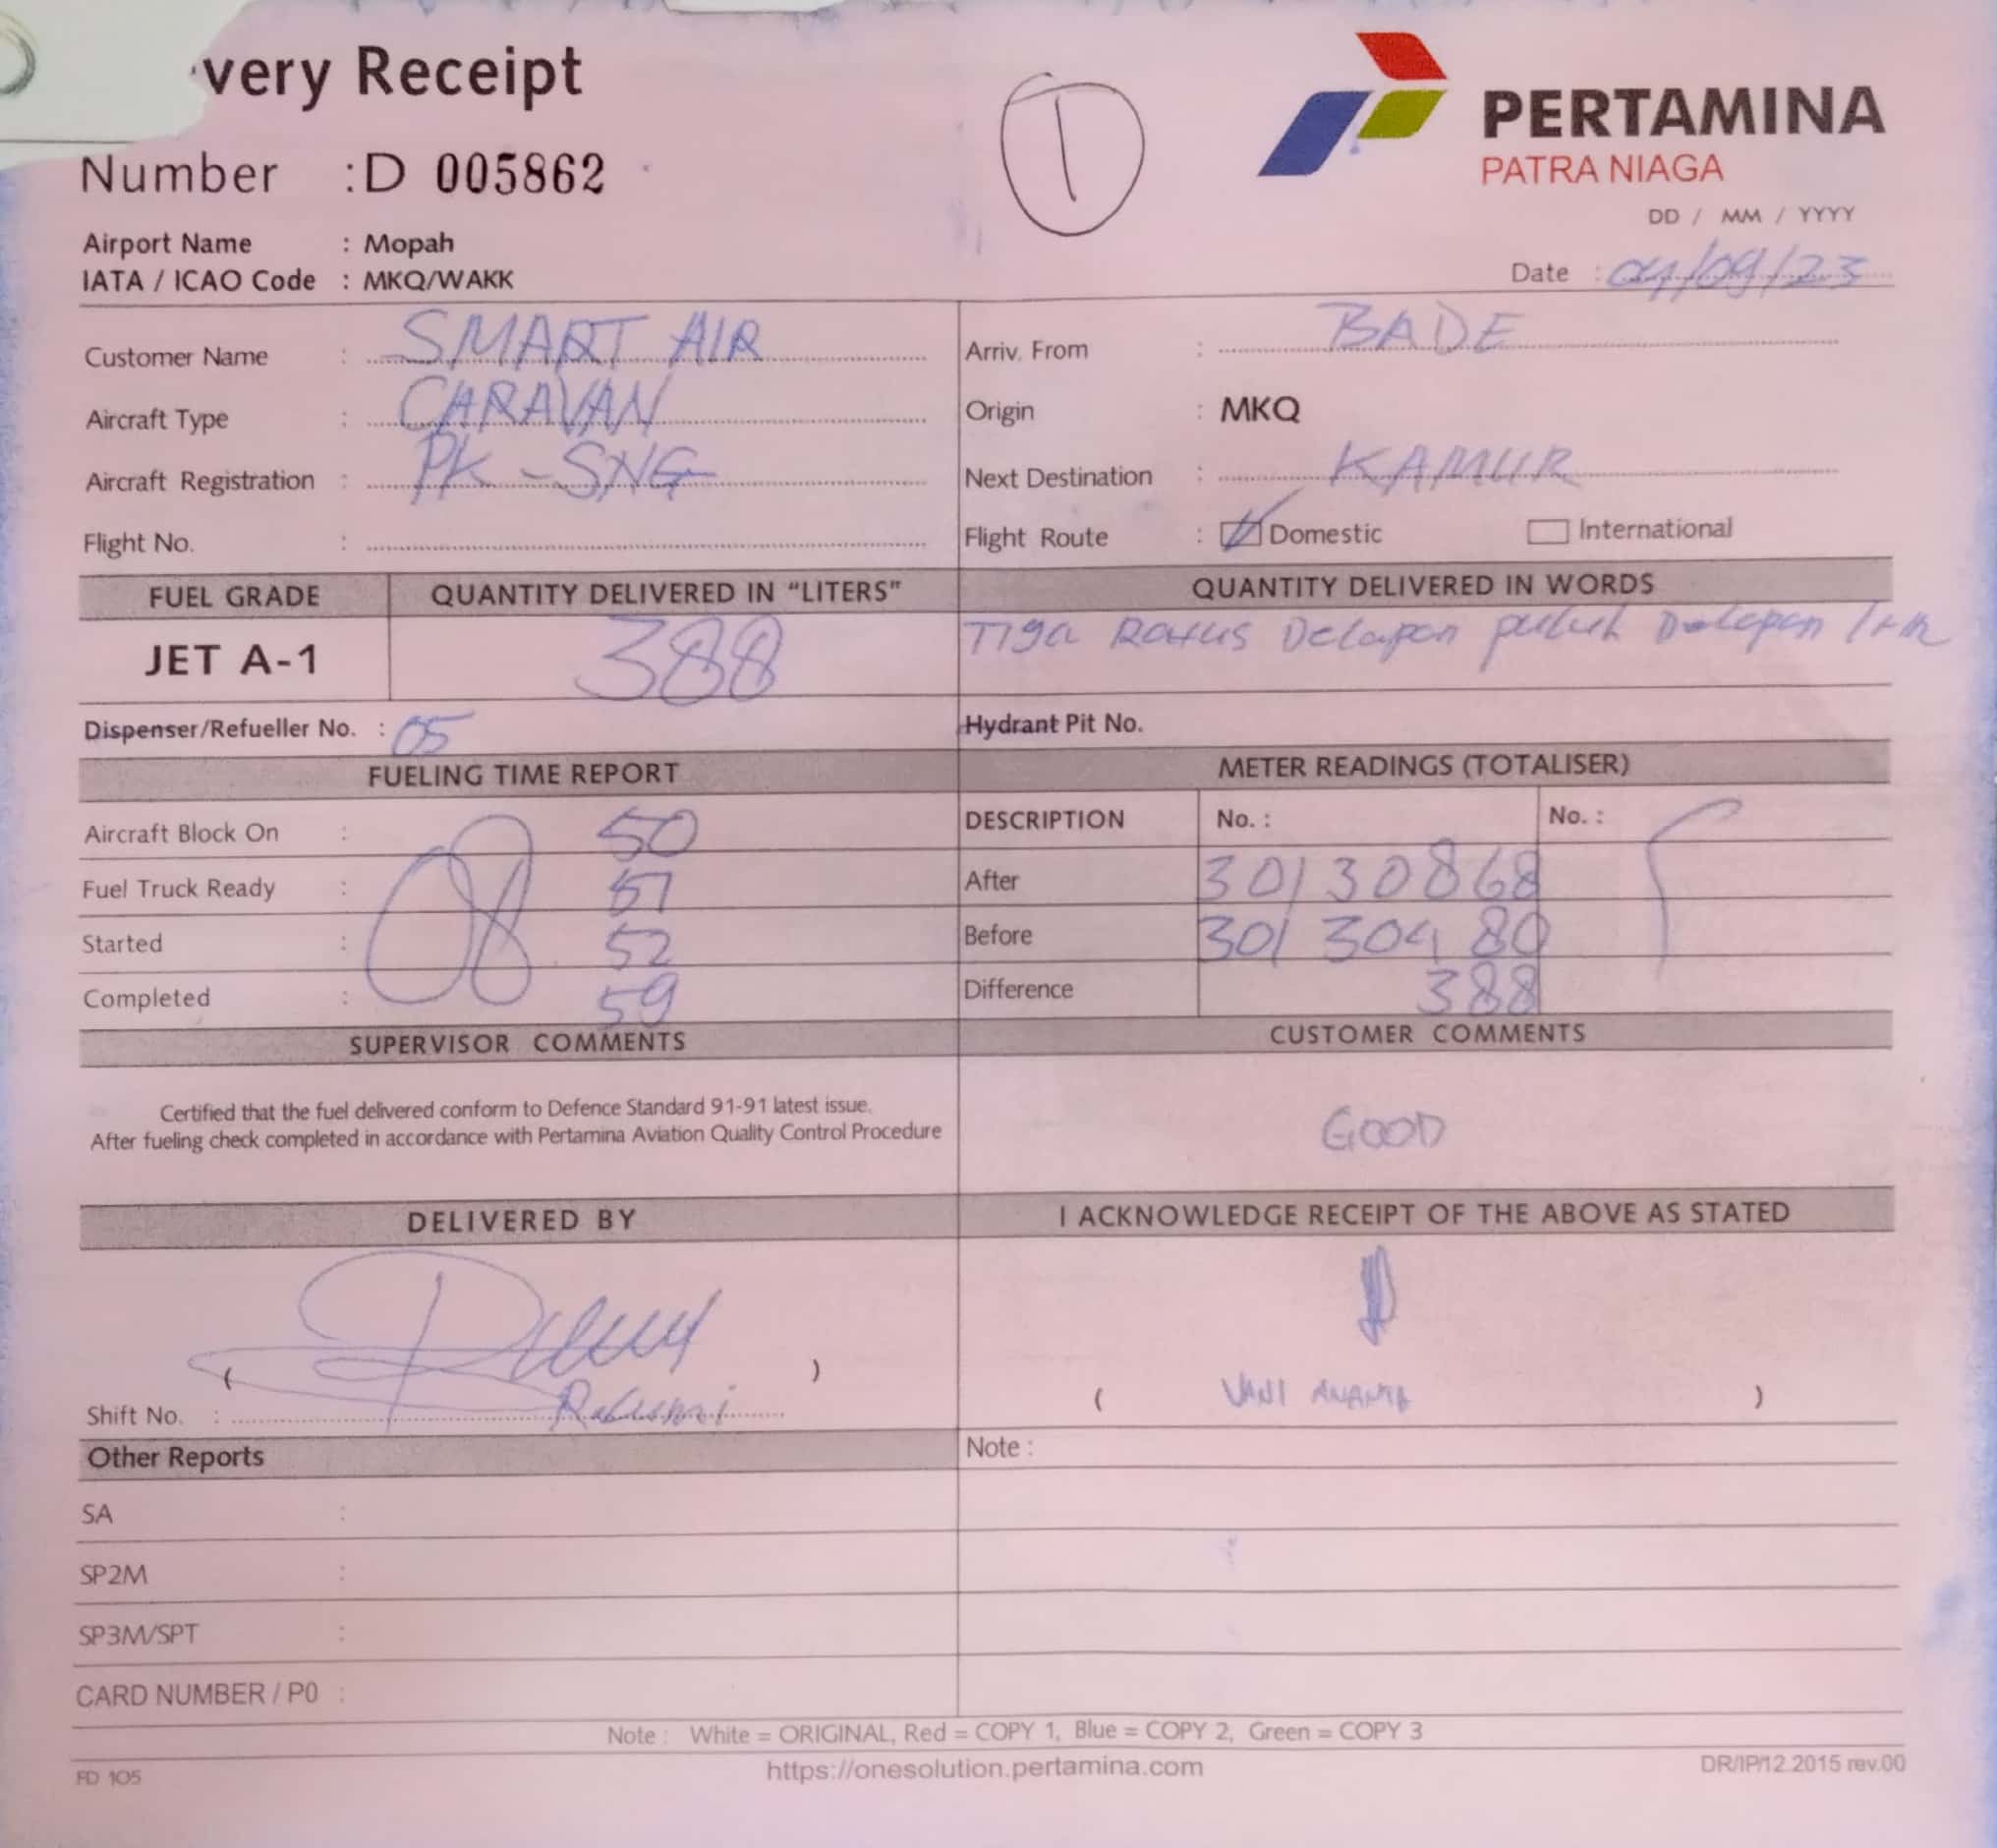 very Receipt
1
PERTAMINA
PATRA NIAGA
Number : D 005862
DD / MM / YYYY
Airport Name : Mopah
IATA / ICAO Code : MKQ/WAKK
Date : 04/09/23
Customer Name : SMART AIR
Arriv. From : BADE
Aircraft Type : CARAVAN
Origin : MKQ
Aircraft Registration : PK-SNG
Next Destination : KAMUR
Flight No. :
Flight Route : Domestic International
FUEL GRADE QUANTITY DELIVERED IN "LITERS" QUANTITY DELIVERED IN WORDS
JET A-1 388 Tiga Ratus Delapan puluh Delapan
Dispenser/Refueller No. : 05 Hydrant Pit No.
FUELING TIME REPORT METER READINGS (TOTALISER)
Aircraft Block On : 08 50
DESCRIPTION No. : No. :
Fuel Truck Ready : 51
After 30130868
Started : 52
Before 30130480
Completed : 59
Difference 388
SUPERVISOR COMMENTS CUSTOMER COMMENTS
Certified that the fuel delivered conform to Defence Standard 91-91 latest issue.
After fueling check completed in accordance with Pertamina Aviation Quality Control Procedure
GOOD
DELIVERED BY I ACKNOWLEDGE RECEIPT OF THE ABOVE AS STATED
( )
Shift No. :
( )
Other Reports Note :
SA :
SP2M :
SP3M/SPT :
CARD NUMBER / P0 :
Note : White = ORIGINAL, Red = COPY 1, Blue = COPY 2, Green = COPY 3
FD 105 https://onesolution.pertamina.com DR/IP/12.2015 rev.00